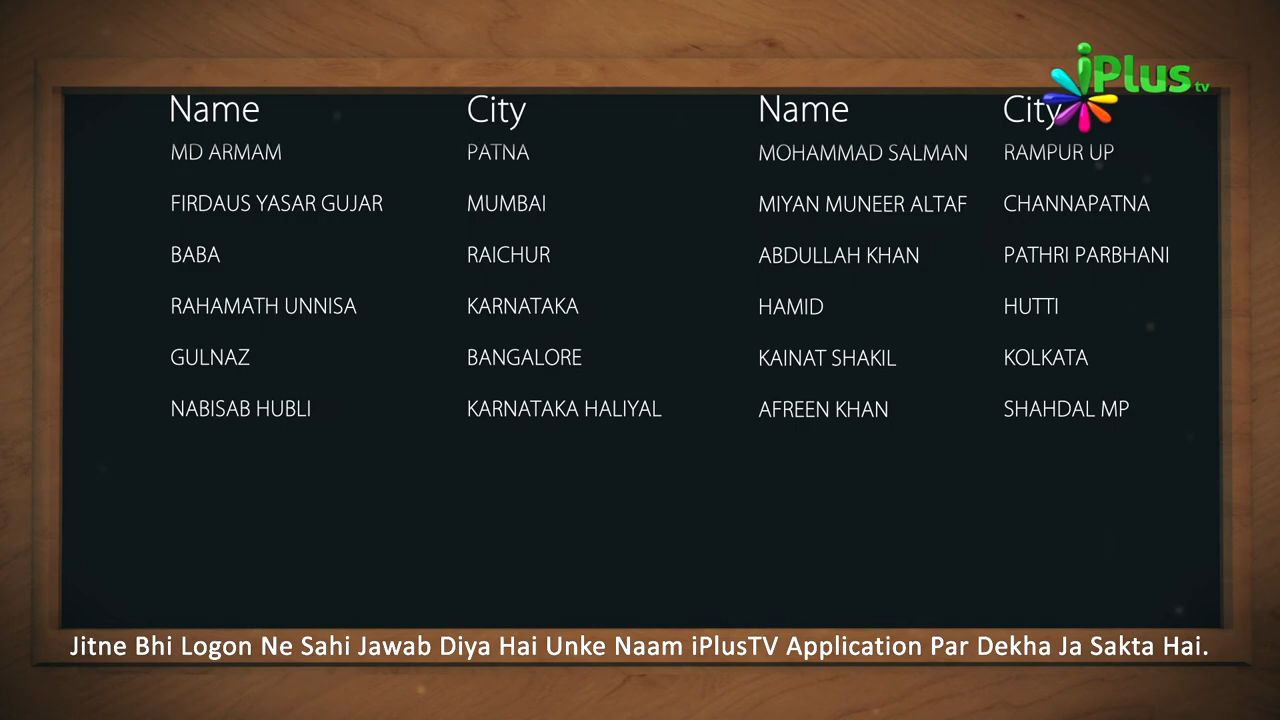 iPlus tv
Name City Name City
MD ARMAM PATNA MOHAMMAD SALMAN RAMPUR UP
FIRDAUS YASAR GUJAR MUMBAI MIYAN MUNEER ALTAF CHANNAPATNA
BABA RAICHUR ABDULLAH KHAN PATHRI PARBHANI
RAHAMATH UNNISA KARNATAKA HAMID HUTTI
GULNAZ BANGALORE KAINAT SHAKIL KOLKATA
NABISAB HUBLI KARNATAKA HALIYAL AFREEN KHAN SHAHDAL MP
Jitne Bhi Logon Ne Sahi Jawab Diya Hai Unke Naam iPlusTV Application Par Dekha Ja Sakta Hai.